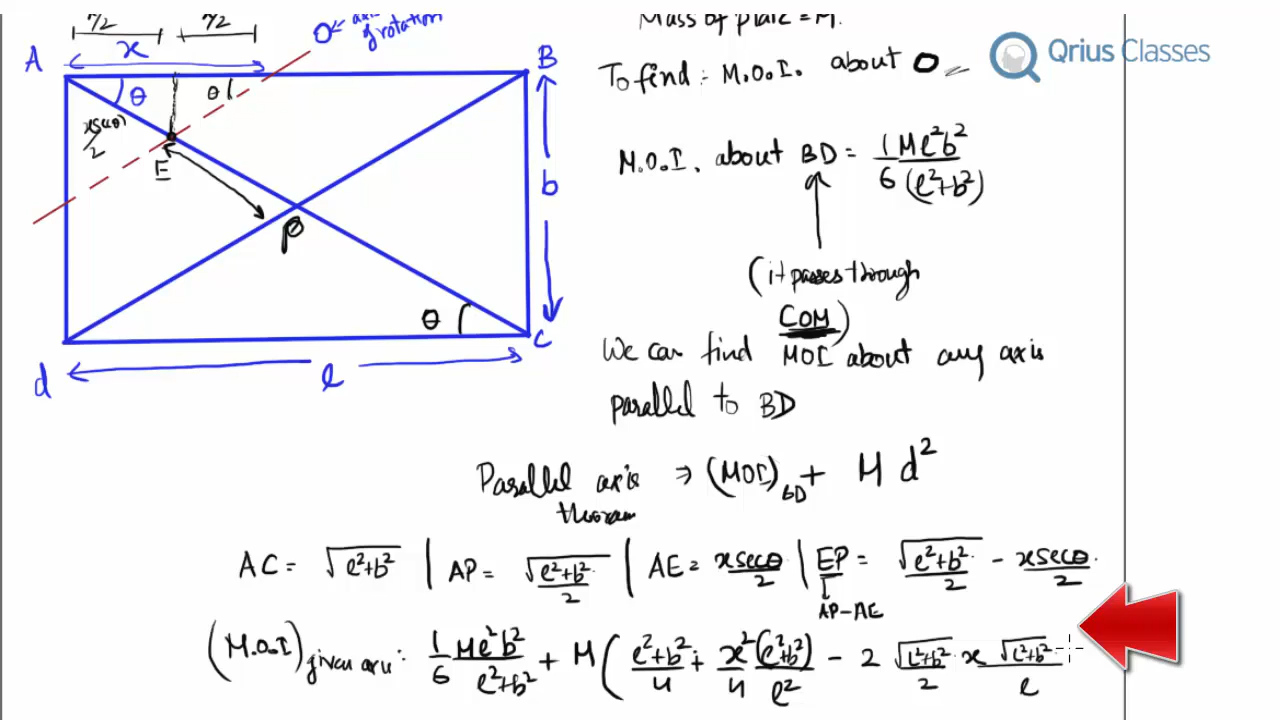 Mass of plate = M.
Qrius Classes
x/2 x/2
O ← axis
of rotation
A x B
To find :- M.O.I. about O
θ θ
x secθ/2
E
b
M.O.I. about BD = 1/6 Ml²b²/(l²+b²)
P
(it passes through
COM)
θ
We can find MOI about any axis
C
d l
parallel to BD
Parallel axis ⇒ (MOI)BD + Md²
theoram
AC = √l²+b² | AP = √l²+b²/2 | AE = x secθ/2 | EP = √l²+b²/2 - x secθ/2
AP-AE
(M.O.I) given axis : 1/6 Ml²b²/l²+b² + M ( l²+b²/4 + x²/4 (l²+b²)/l² - 2 √l²+b²/2 x √l²+b²/l